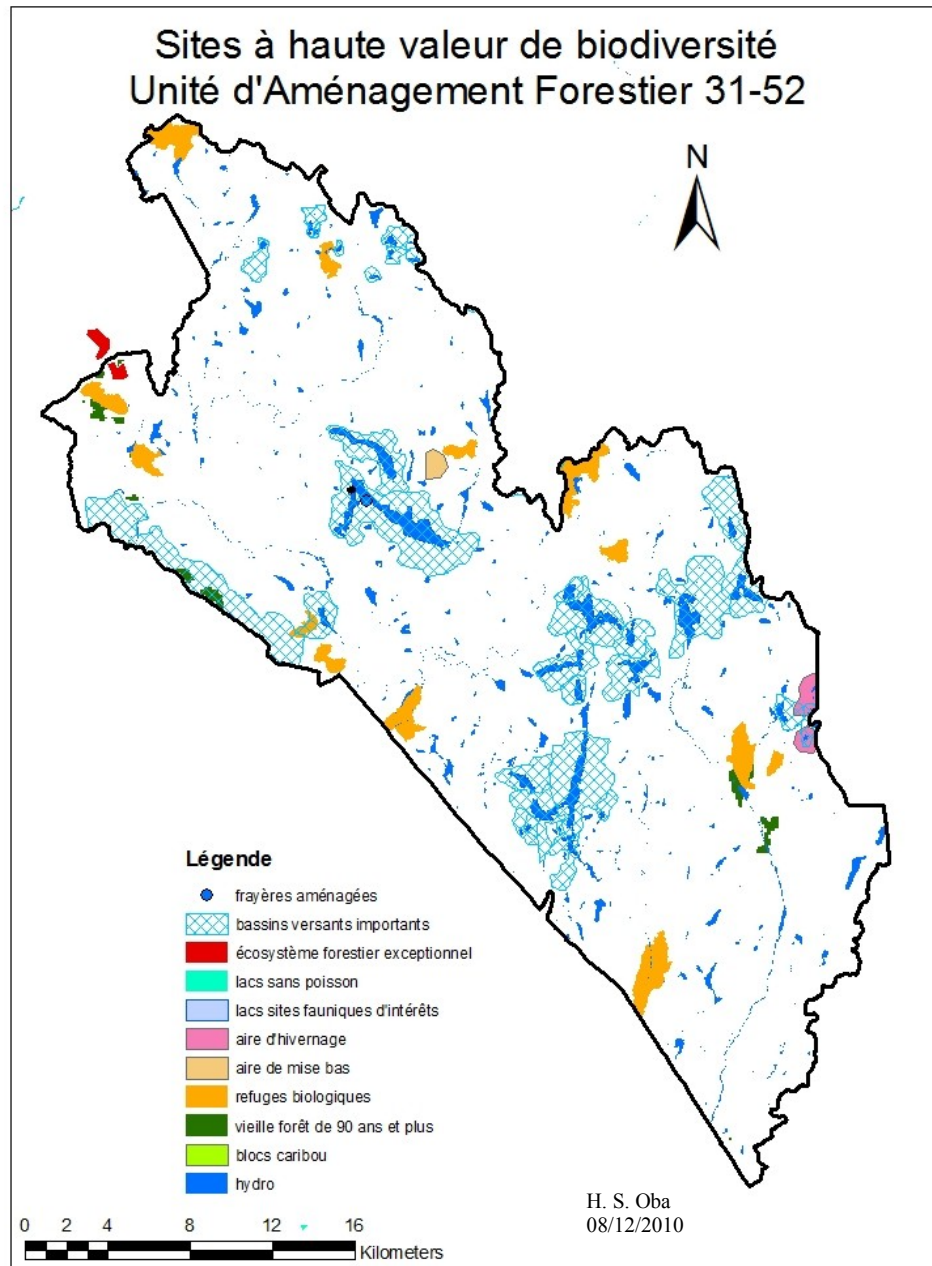 Sites à haute valeur de biodiversité
Unité d'Aménagement Forestier 31-52
N
Légende
frayères aménagées
bassins versants importants
écosystème forestier exceptionnel
lacs sans poisson
lacs sites fauniques d'intérêts
aire d'hivernage
aire de mise bas
refuges biologiques
vieille forêt de 90 ans et plus
blocs caribou
hydro
H. S. Oba
08/12/2010
0 2 4 8 12 16
Kilometers